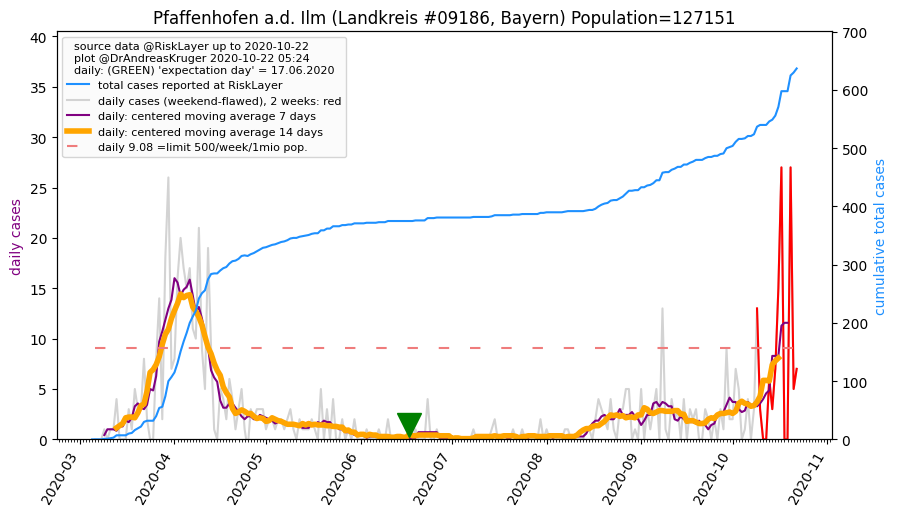 Pfaffenhofen a.d. Ilm (Landkreis #09186, Bayern) Population=127151
source data @RiskLayer up to 2020-10-22
plot @DrAndreasKruger 2020-10-22 05:24
daily: (GREEN) 'expectation day' = 17.06.2020
total cases reported at RiskLayer
daily cases (weekend-flawed), 2 weeks: red
daily: centered moving average 7 days
daily: centered moving average 14 days
daily 9.08 =limit 500/week/1mio pop.
daily cases
40
35
30
25
20
15
10
5
0
cumulative total cases
700
600
500
400
300
200
100
0
2020-03
2020-04
2020-05
2020-06
2020-07
2020-08
2020-09
2020-10
2020-11